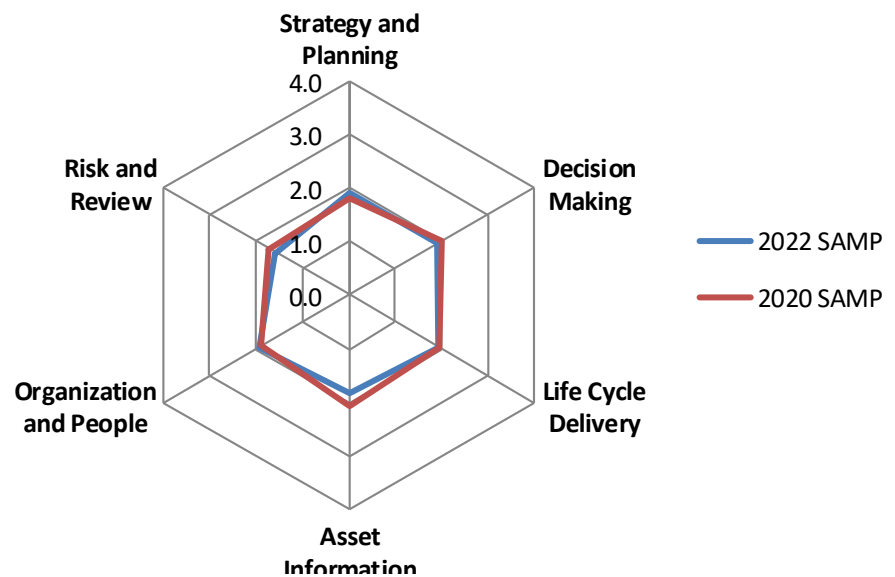 Strategy and
Planning
4.0
3.0
2.0
1.0
0.0
Risk and
Review
Decision
Making
2022 SAMP
2020 SAMP
Organization
and People
Life Cycle
Delivery
Asset
Information